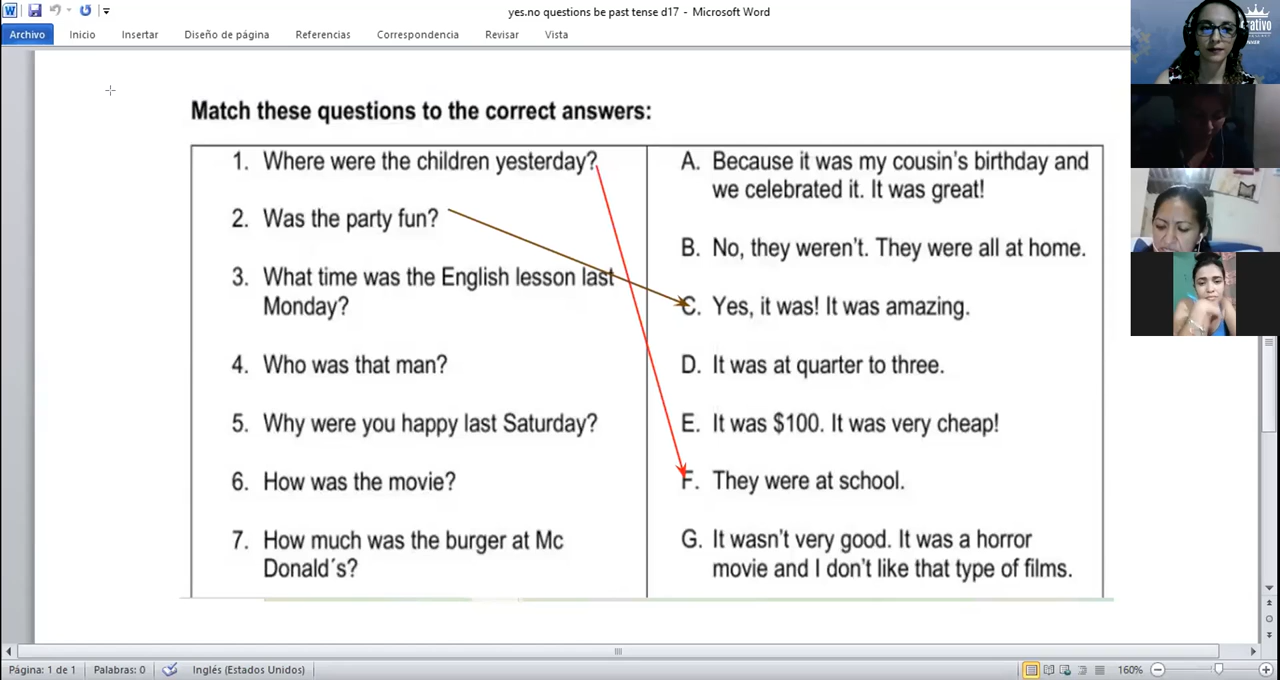 yes.no questions be past tense d17 - Microsoft Word
Archivo Inicio Insertar Diseño de página Referencias Correspondencia Revisar Vista
Match these questions to the correct answers:
1. Where were the children yesterday?
2. Was the party fun?
3. What time was the English lesson last
Monday?
4. Who was that man?
5. Why were you happy last Saturday?
6. How was the movie?
7. How much was the burger at Mc
Donald´s?
A. Because it was my cousin's birthday and
we celebrated it. It was great!
B. No, they weren't. They were all at home.
C. Yes, it was! It was amazing.
D. It was at quarter to three.
E. It was $100. It was very cheap!
F. They were at school.
G. It wasn't very good. It was a horror
movie and I don't like that type of films.
Página: 1 de 1 Palabras: 0 Inglés (Estados Unidos) 160%